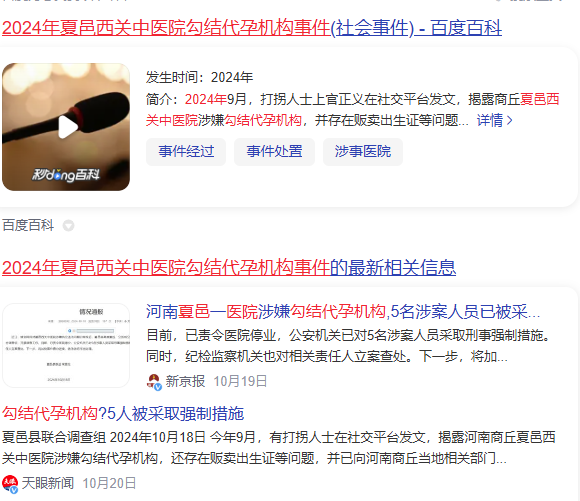 2024年夏邑西关中医院勾结代孕机构事件(社会事件) - 百度百科
发生时间：2024年
简介：2024年9月，打拐人士上官正义在社交平台发文，揭露商丘夏邑西
关中医院涉嫌勾结代孕机构，并存在贩卖出生证等问题... 详情 >
秒dǒng百科
事件经过 事件处置 涉事医院
百度百科
2024年夏邑西关中医院勾结代孕机构事件的最新相关信息
情况通报
河南夏邑一医院涉嫌勾结代孕机构,5名涉案人员已被采...
目前，已责令医院停业，公安机关已对5名涉案人员采取刑事强制措施。
同时，纪检监察机关也对相关责任人立案查处。下一步，将加...
新京报 10月19日
勾结代孕机构?5人被采取强制措施
夏邑县联合调查组 2024年10月18日 今年9月，有打拐人士在社交平台发文，揭露河南商丘夏邑西
关中医院涉嫌勾结代孕机构，还存在贩卖出生证等问题，并已向河南商丘当地相关部门...
天眼新闻 10月20日